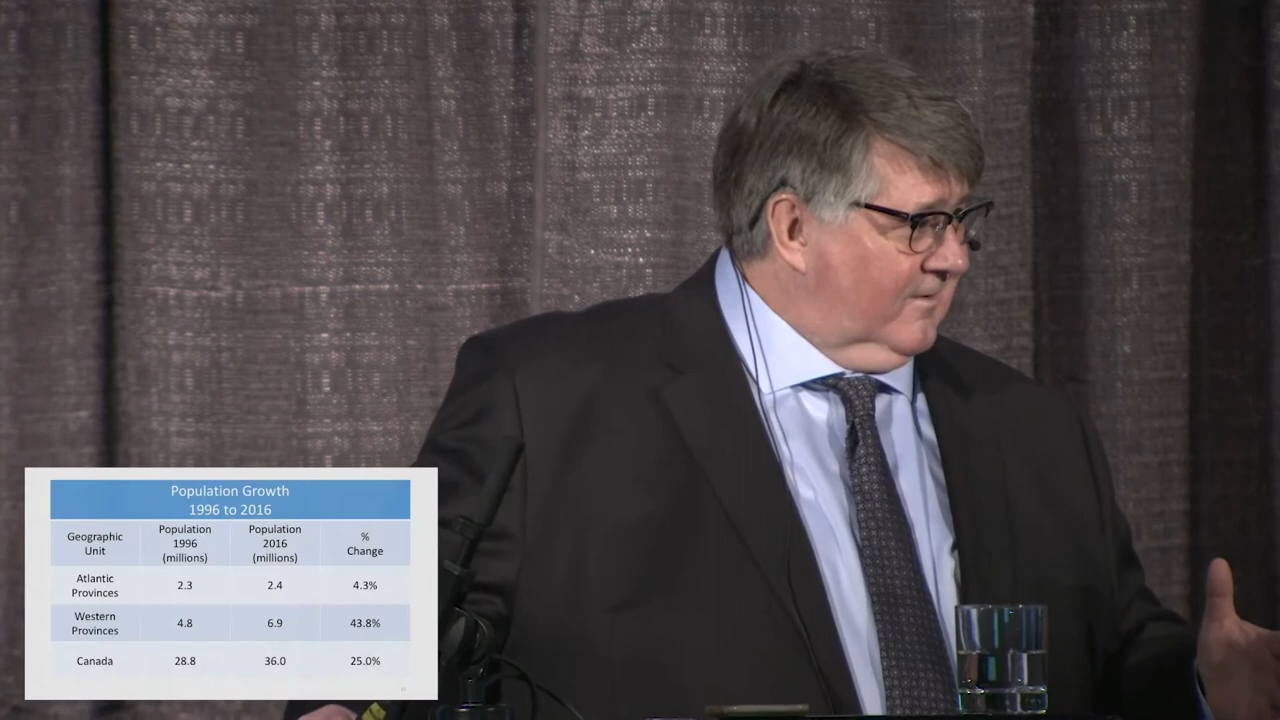 Population Growth
1996 to 2016
Geographic Unit
Population 1996 (millions)
Population 2016 (millions)
% Change
Atlantic Provinces
2.3
2.4
4.3%
Western Provinces
4.8
6.9
43.8%
Canada
28.8
36.0
25.0%